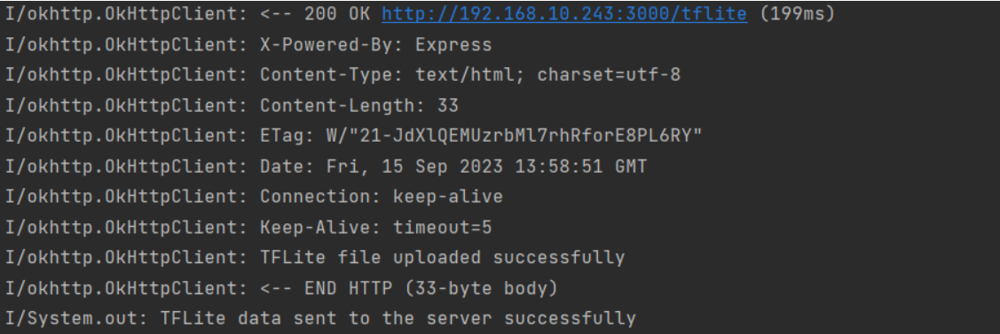 I/okhttp.OkHttpClient: <-- 200 OK http://192.168.10.243:3000/tflite (199ms)
I/okhttp.OkHttpClient: X-Powered-By: Express
I/okhttp.OkHttpClient: Content-Type: text/html; charset=utf-8
I/okhttp.OkHttpClient: Content-Length: 33
I/okhttp.OkHttpClient: ETag: W/"21-JdXlQEMUzrbMl7rhRforE8PL6RY"
I/okhttp.OkHttpClient: Date: Fri, 15 Sep 2023 13:58:51 GMT
I/okhttp.OkHttpClient: Connection: keep-alive
I/okhttp.OkHttpClient: Keep-Alive: timeout=5
I/okhttp.OkHttpClient: TFLite file uploaded successfully
I/okhttp.OkHttpClient: <-- END HTTP (33-byte body)
I/System.out: TFLite data sent to the server successfully